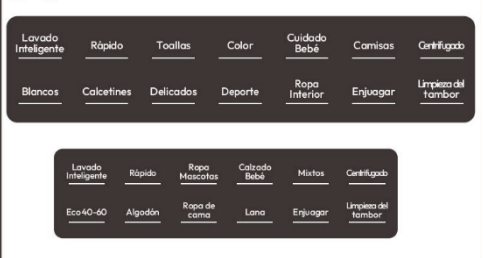 Lavado Inteligente Rápido Toallas Color Cuidado Bebé Camisas Centrifugado
Blancos Calcetines Delicados Deporte Ropa Interior Enjuagar Limpieza del tambor
Lavado Inteligente Rápido Ropa Mascotas Calzado Bebé Mixtos Centrifugado
Eco 40-60 Algodón Ropa de cama Lana Enjuagar Limpieza del tambor